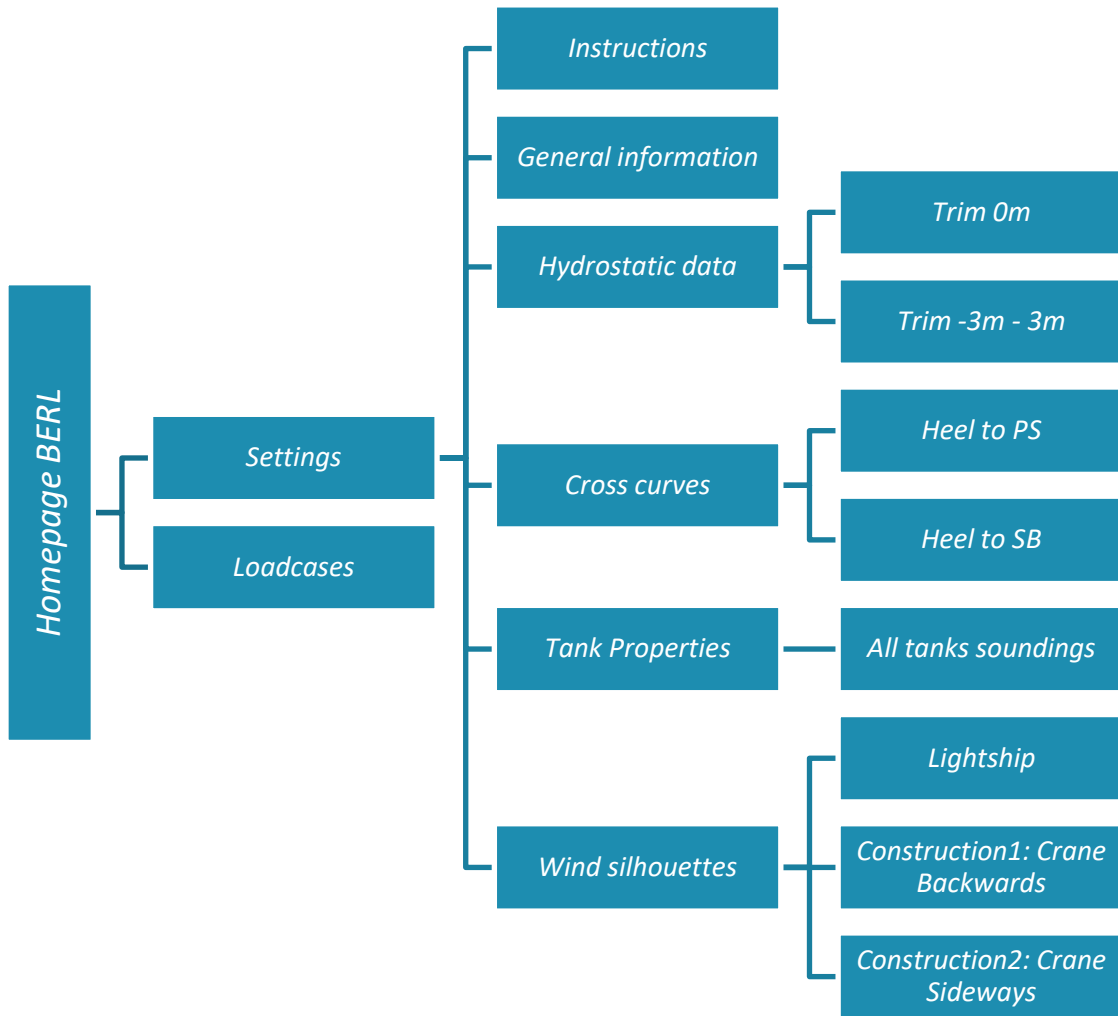 Homepage BERL
Settings
Loadcases
Instructions
General information
Hydrostatic data
Trim 0m
Trim -3m - 3m
Cross curves
Heel to PS
Heel to SB
Tank Properties
All tanks soundings
Wind silhouettes
Lightship
Construction1: Crane
Backwards
Construction2: Crane
Sideways